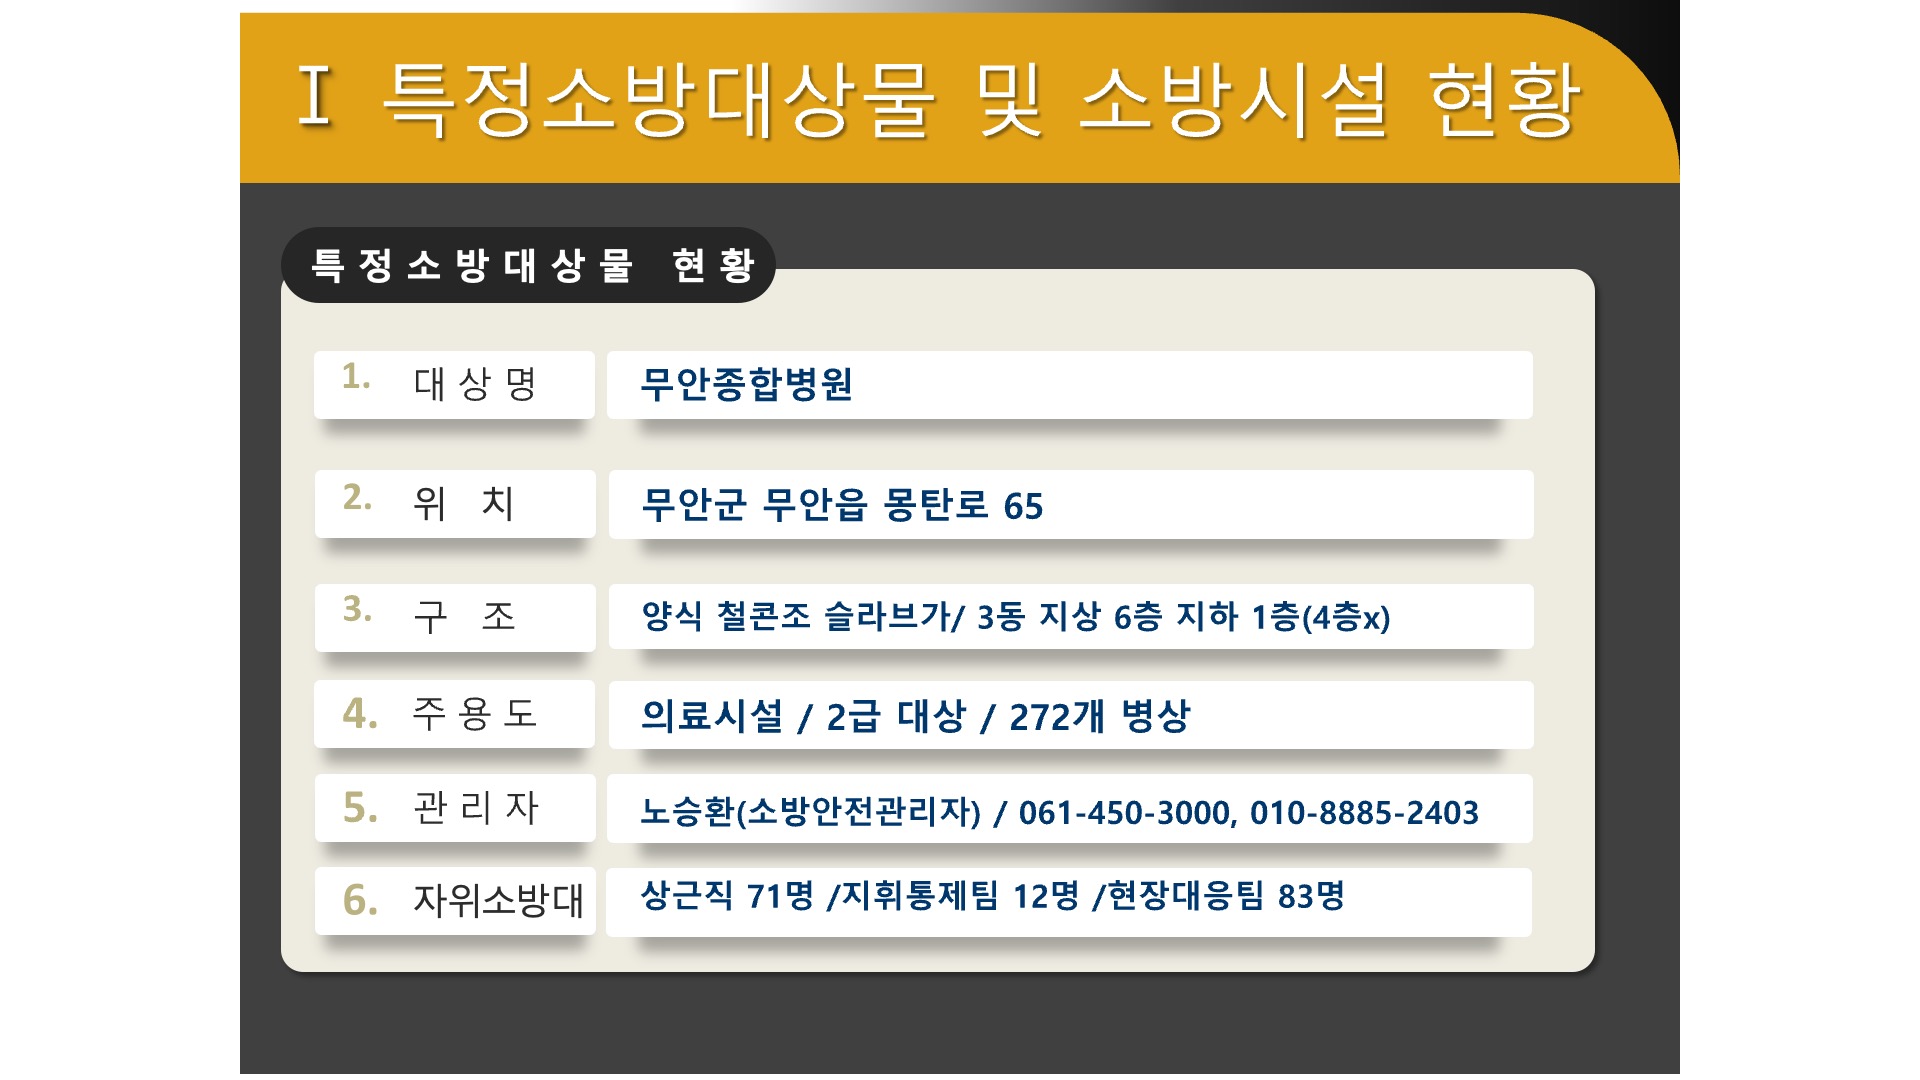 Ⅰ 특정소방대상물 및 소방시설 현황
특정소방대상물 현황
1. 대 상 명 무안종합병원
2. 위 치 무안군 무안읍 몽탄로 65
3. 구 조 양식 철콘조 슬라브가/ 3동 지상 6층 지하 1층(4층x)
4. 주 용 도 의료시설 / 2급 대상 / 272개 병상
5. 관 리 자 노승환(소방안전관리자) / 061-450-3000, 010-8885-2403
6. 자위소방대 상근직 71명 /지휘통제팀 12명 /현장대응팀 83명